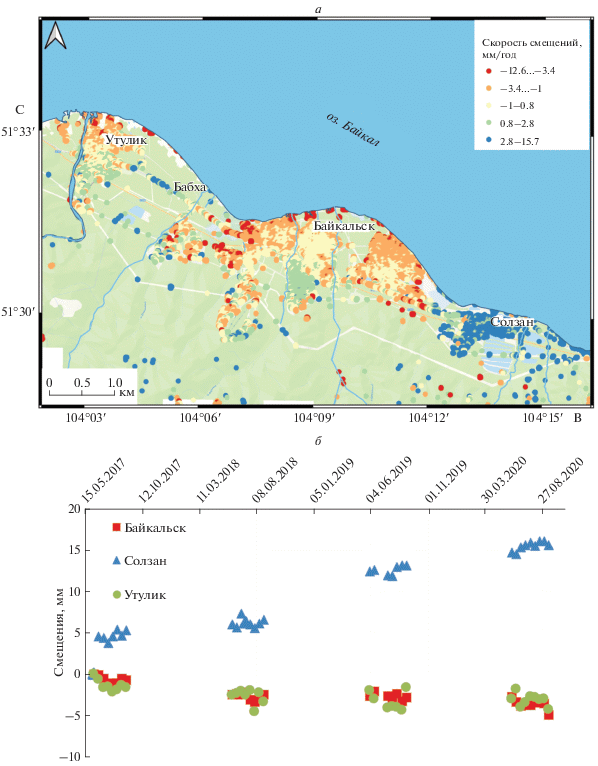 а
Скорость смещений,
мм/год
−12.6...−3.4
−3.4...−1
−1−0.8
0.8−2.8
2.8−15.7
С
51°33′
51°30′
оз. Байкал
Утулик
Бабха
Байкальск
Солзан
0 0.5 1.0
км
104°03′ 104°06′ 104°09′ 104°12′ 104°15′ В
б
15.05.2017 12.10.2017 11.03.2018 08.08.2018 05.01.2019 04.06.2019 01.11.2019 30.03.2020 27.08.2020
Смещения, мм
20
15
10
5
0
−5
−10
Байкальск
Солзан
Утулик